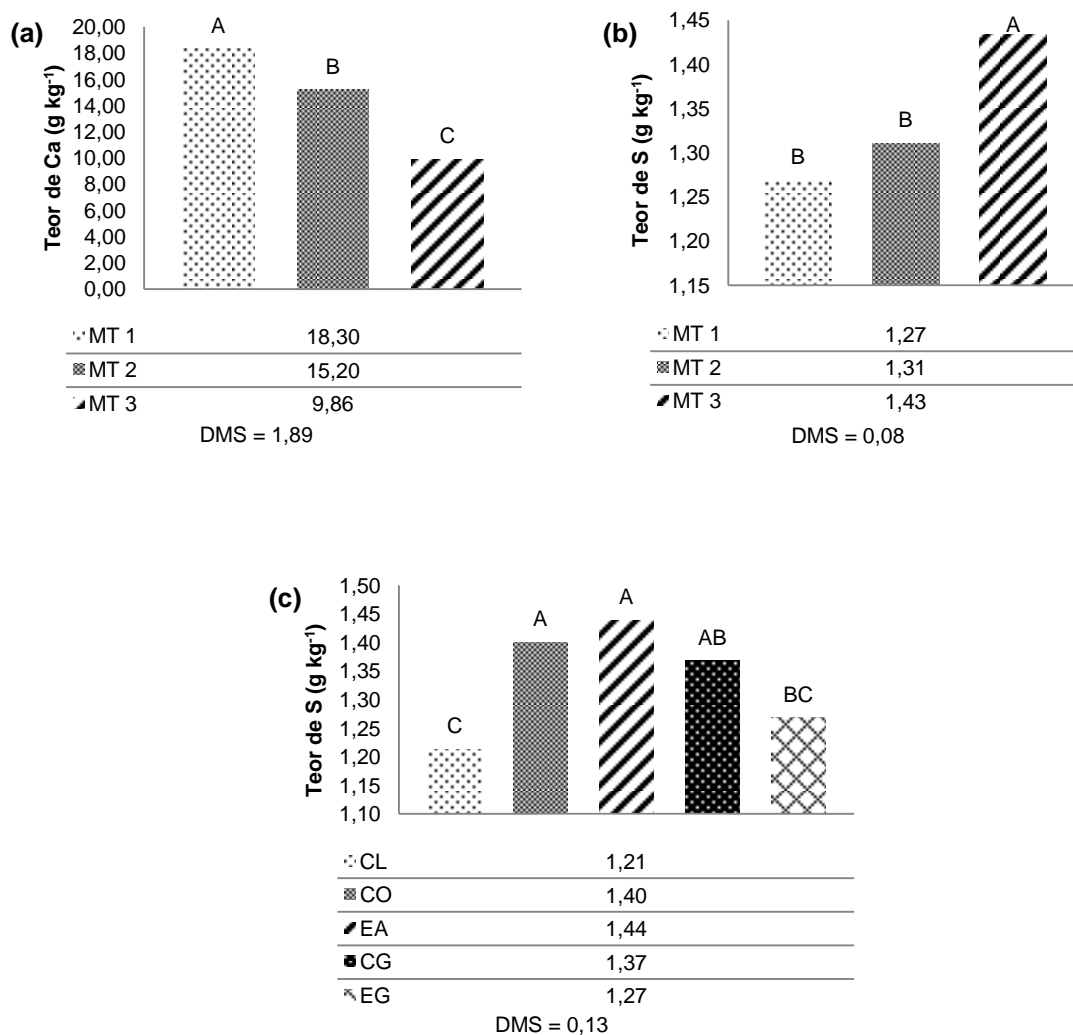 (a)
Teor de Ca (g kg-1)
20,00
18,00
16,00
14,00
12,00
10,00
8,00
6,00
4,00
2,00
0,00
A
B
C
MT 1 18,30
MT 2 15,20
MT 3 9,86
DMS = 1,89
(b)
Teor de S (g kg-1)
1,45
1,40
1,35
1,30
1,25
1,20
1,15
B
B
A
MT 1 1,27
MT 2 1,31
MT 3 1,43
DMS = 0,08
(c)
Teor de S (g kg-1)
1,50
1,45
1,40
1,35
1,30
1,25
1,20
1,15
1,10
C
A
A
AB
BC
CL 1,21
CO 1,40
EA 1,44
CG 1,37
EG 1,27
DMS = 0,13